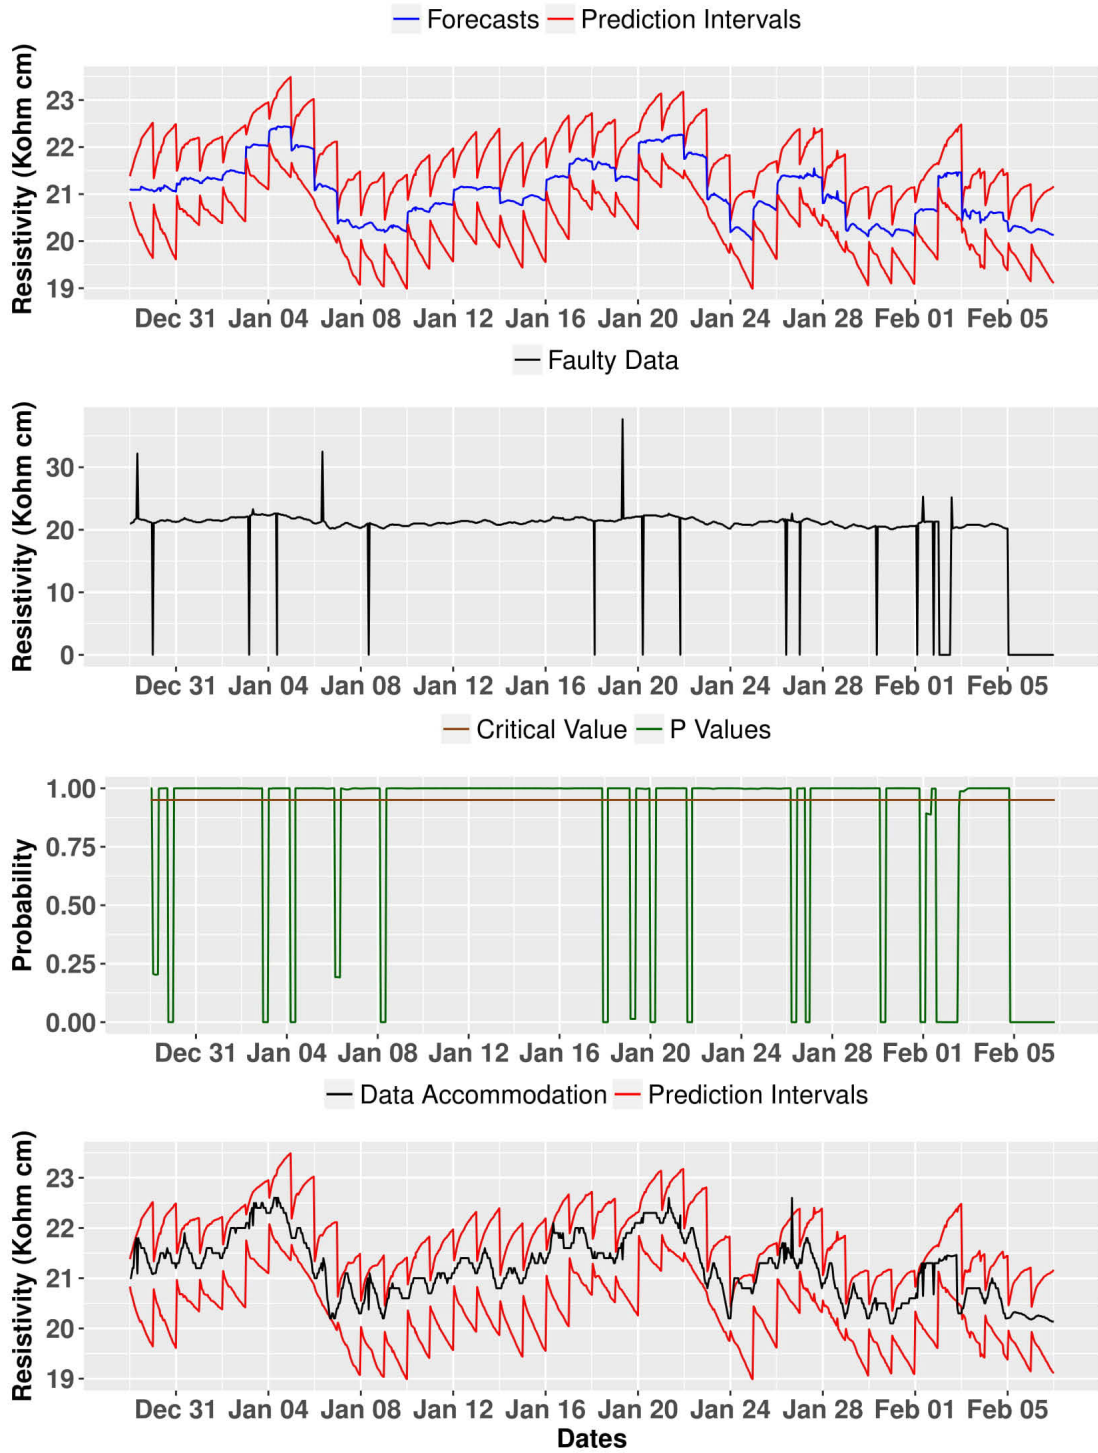 Forecasts Prediction Intervals
Resistivity (Kohm cm)
23
22
21
20
19
Dec 31 Jan 04 Jan 08 Jan 12 Jan 16 Jan 20 Jan 24 Jan 28 Feb 01 Feb 05
Faulty Data
Resistivity (Kohm cm)
30
20
10
0
Dec 31 Jan 04 Jan 08 Jan 12 Jan 16 Jan 20 Jan 24 Jan 28 Feb 01 Feb 05
Critical Value P Values
Probability
1.00
0.75
0.50
0.25
0.00
Dec 31 Jan 04 Jan 08 Jan 12 Jan 16 Jan 20 Jan 24 Jan 28 Feb 01 Feb 05
Data Accommodation Prediction Intervals
Resistivity (Kohm cm)
23
22
21
20
19
Dec 31 Jan 04 Jan 08 Jan 12 Jan 16 Jan 20 Jan 24 Jan 28 Feb 01 Feb 05
Dates